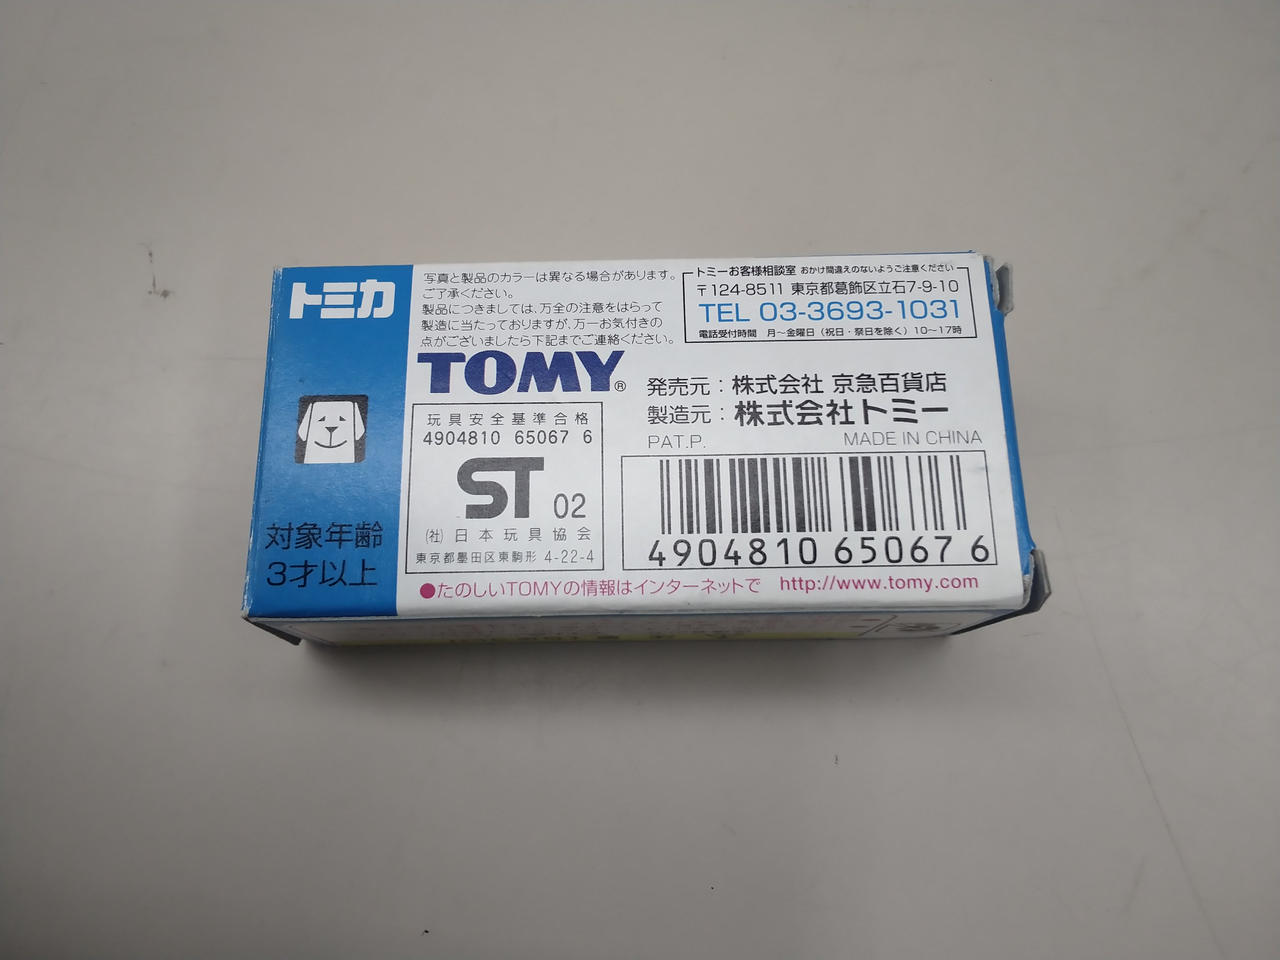 トミカ
対象年齢
3才以上
写真と製品のカラーは異なる場合があります。
ご了承ください。
製品につきましては、万全の注意をはらって
製造に当たっておりますが、万一お気付きの
点がございましたら下記までご連絡ください。
トミーお客様相談室 おかけ間違えのないようご注意ください
〒124-8511 東京都葛飾区立石7-9-10
TEL 03-3693-1031
電話受付時間 月〜金曜日（祝日・祭日を除く）10〜17時
TOMY®
発売元：株式会社 京急百貨店
製造元：株式会社トミー
PAT.P. MADE IN CHINA
玩具安全基準合格
4904810 65067 6
ST 02
(社)日本玩具協会
東京都墨田区東駒形 4-22-4
4904810 650676
●たのしいTOMYの情報はインターネットで http://www.tomy.com